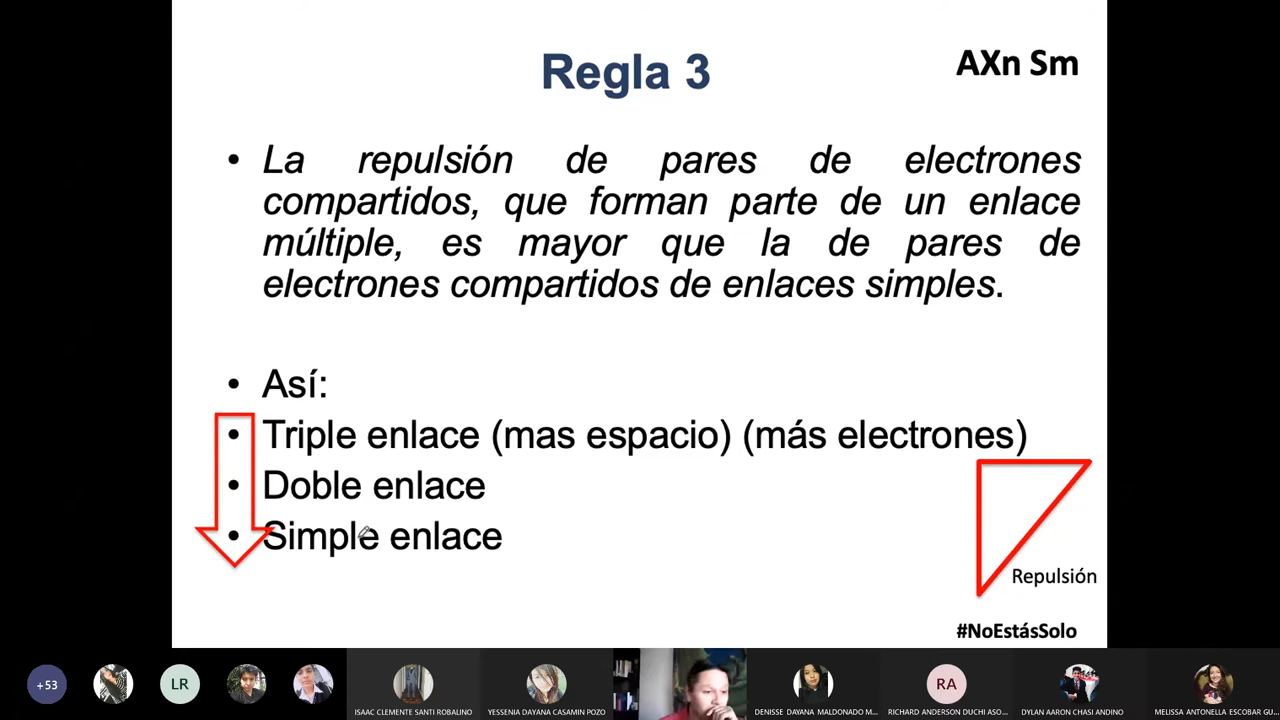 Regla 3
AXn Sm
• La repulsión de pares de electrones
compartidos, que forman parte de un enlace
múltiple, es mayor que la de pares de
electrones compartidos de enlaces simples.
• Así:
• Triple enlace (mas espacio) (más electrones)
• Doble enlace
• Simple enlace
Repulsión
#NoEstásSolo
+53
LR
ISAAC CLEMENTE SANTI ROBALINO
YESSENIA DAYANA CASAMIN POZO
DENISSE DAYANA MALDONADO M...
RA
RICHARD ANDERSON DUCHI ASO...
DYLAN AARON CHASI ANDINO
MELISSA ANTONELLA ESCOBAR GU...